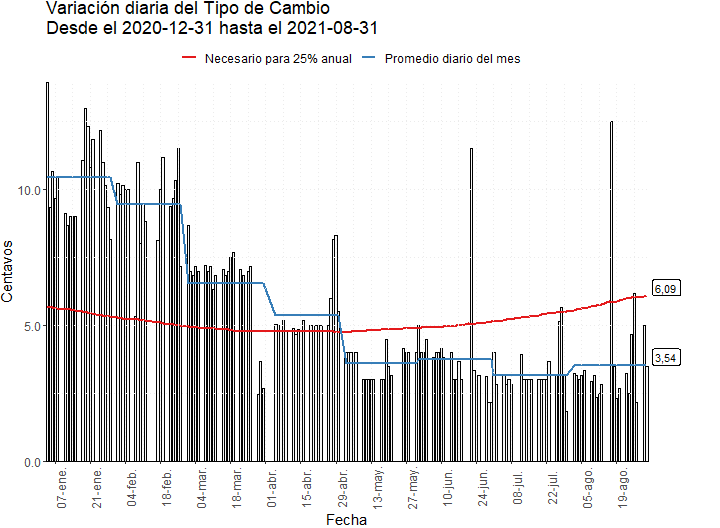 Variación diaria del Tipo de Cambio
Desde el 2020-12-31 hasta el 2021-08-31
Necesario para 25% anual
Promedio diario del mes
Centavos
10.0
5.0
0.0
6,09
3,54
07-ene.
21-ene.
04-feb.
18-feb.
04-mar.
18-mar.
01-abr.
15-abr.
29-abr.
13-may.
27-may.
10-jun.
24-jun.
08-jul.
22-jul.
05-ago.
19-ago.
Fecha